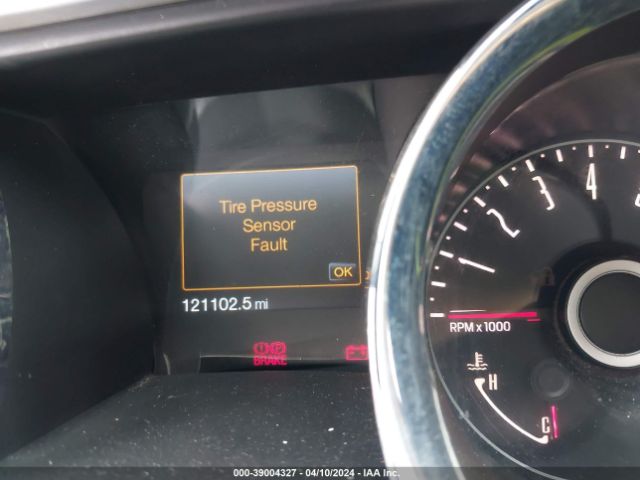 Tire Pressure
Sensor
Fault
OK
121102.5 mi
BRAKE
1
2
3
4
RPM x 1000
H
C
000-39004327 - 04/10/2024 - IAA Inc.